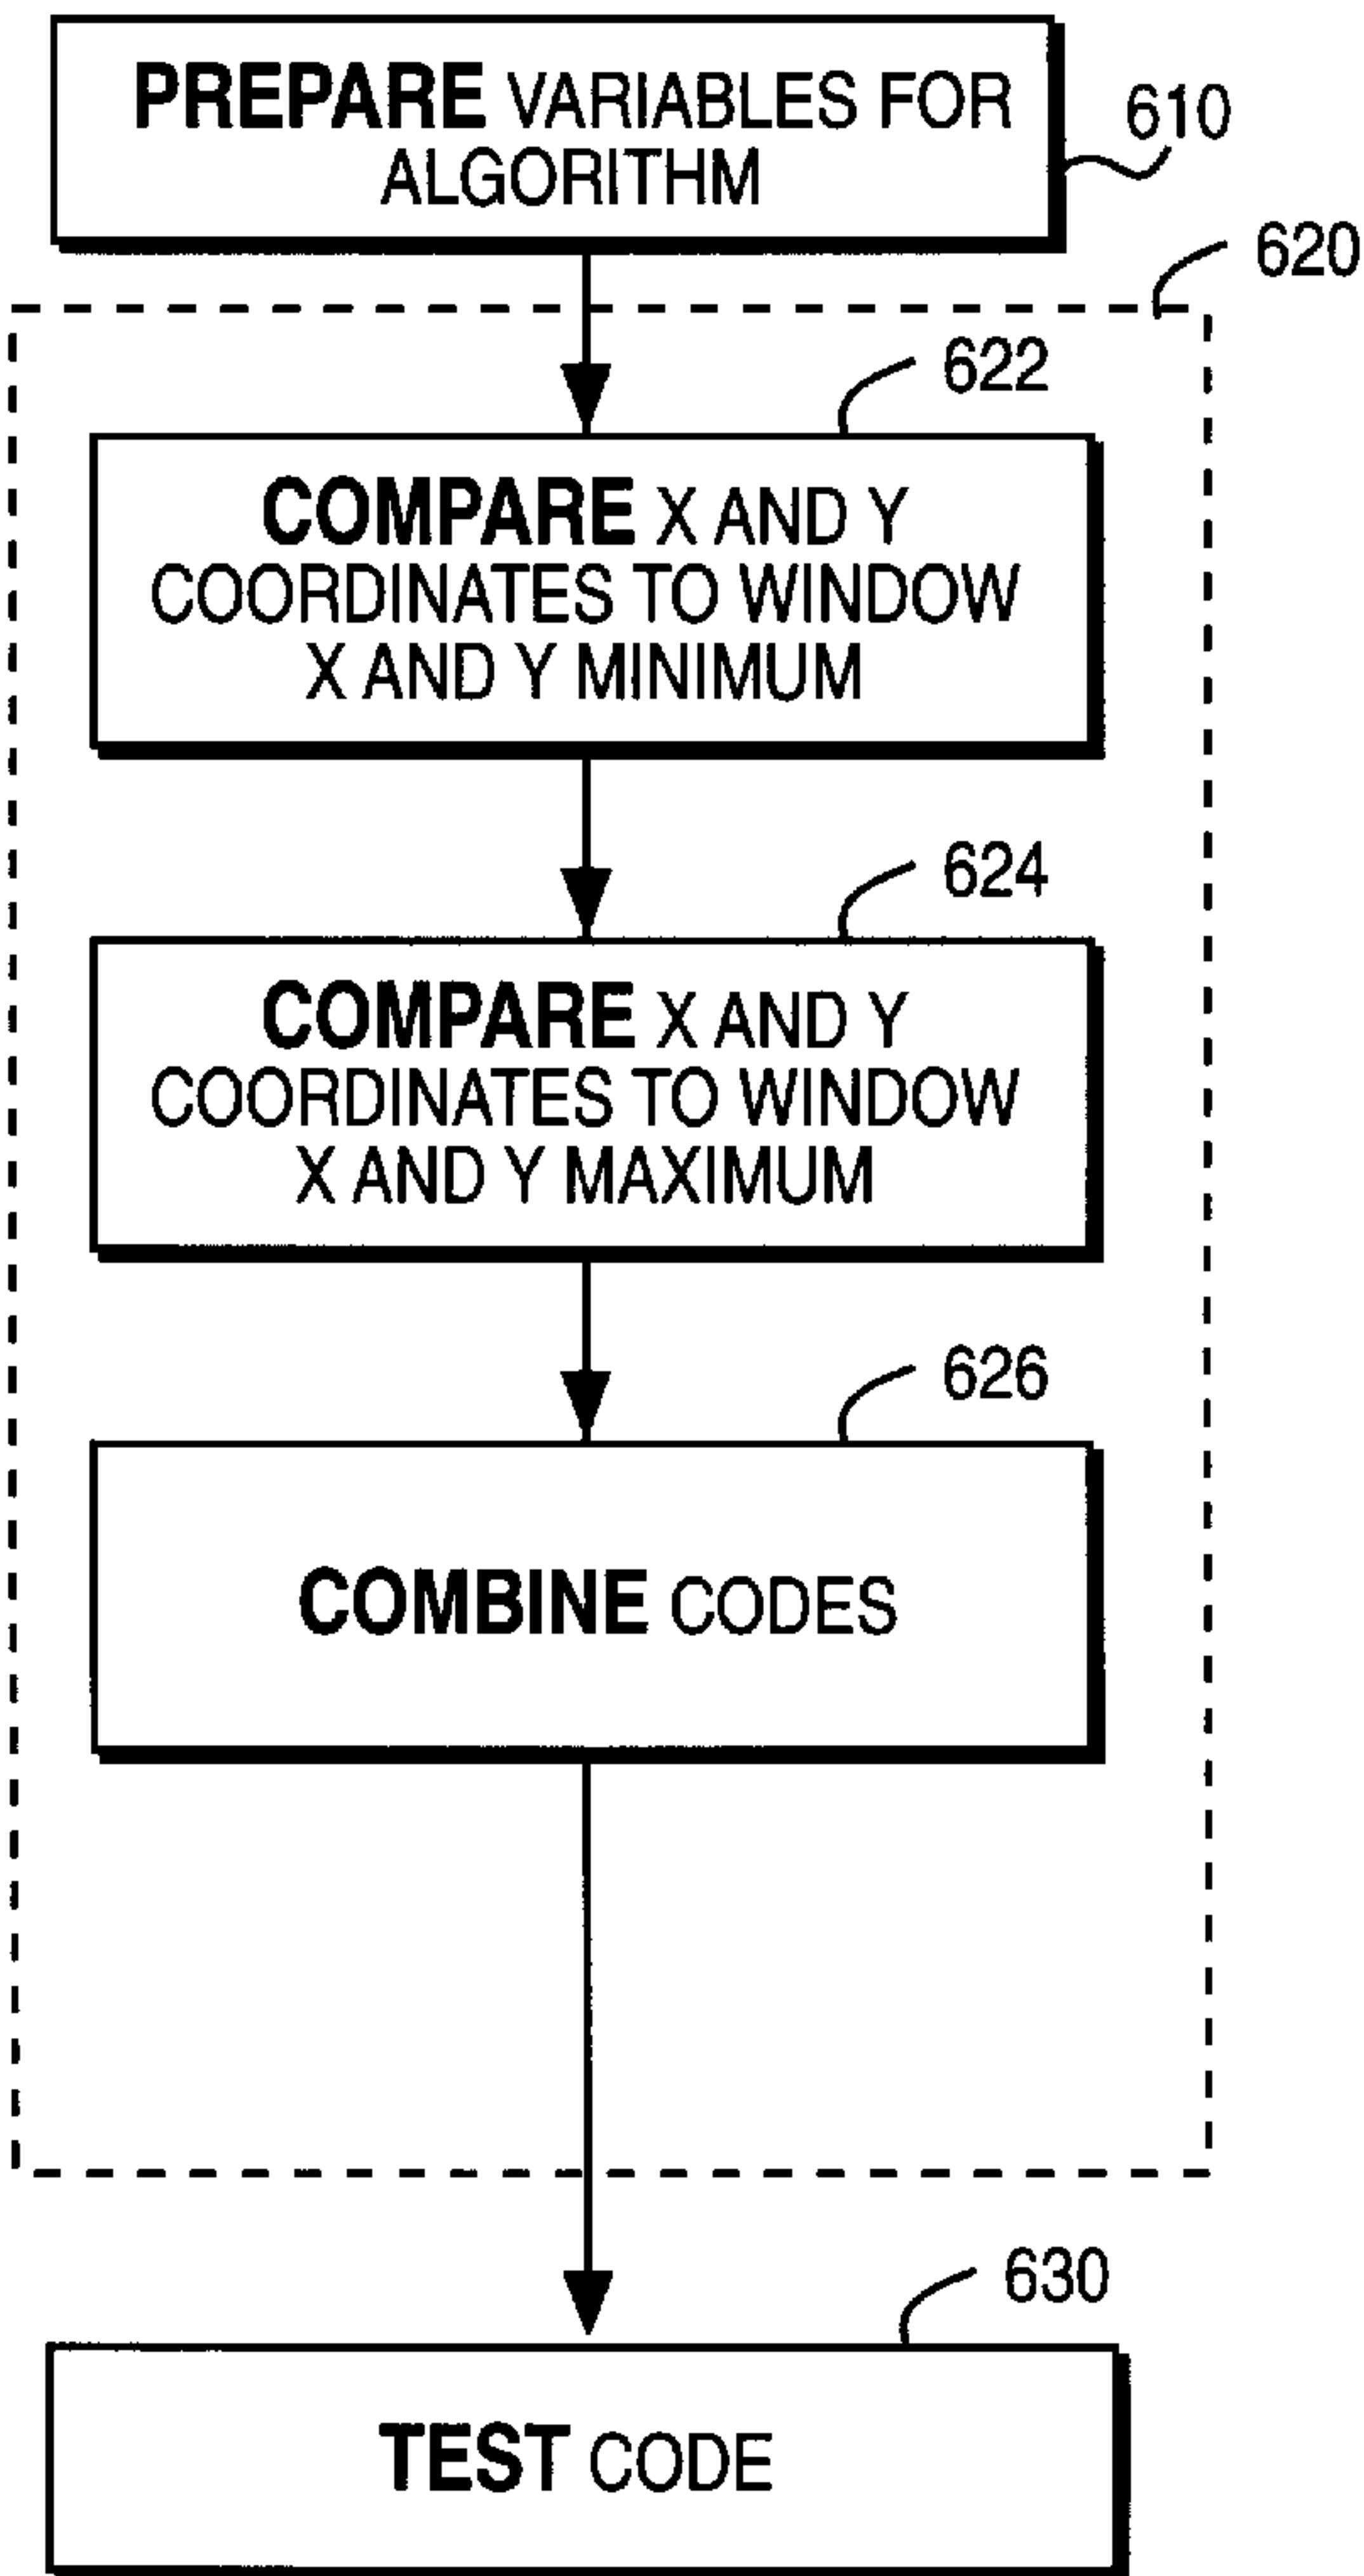 PREPARE VARIABLES FOR
ALGORITHM
610
620
622
COMPARE X AND Y
COORDINATES TO WINDOW
X AND Y MINIMUM
624
COMPARE X AND Y
COORDINATES TO WINDOW
X AND Y MAXIMUM
626
COMBINE CODES
630
TEST CODE